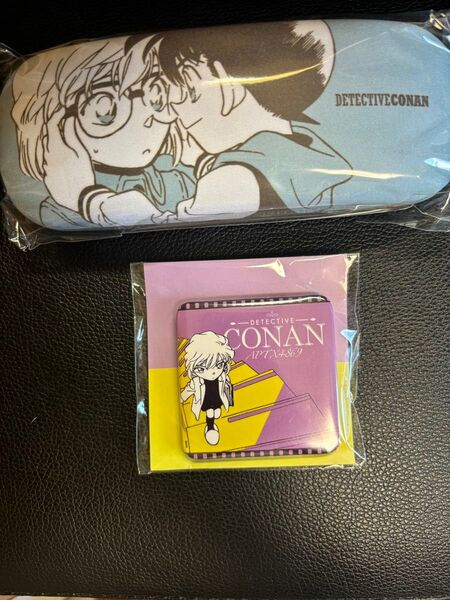 DETECTIVECONAN
DETECTIVE
CONAN
APTX4869